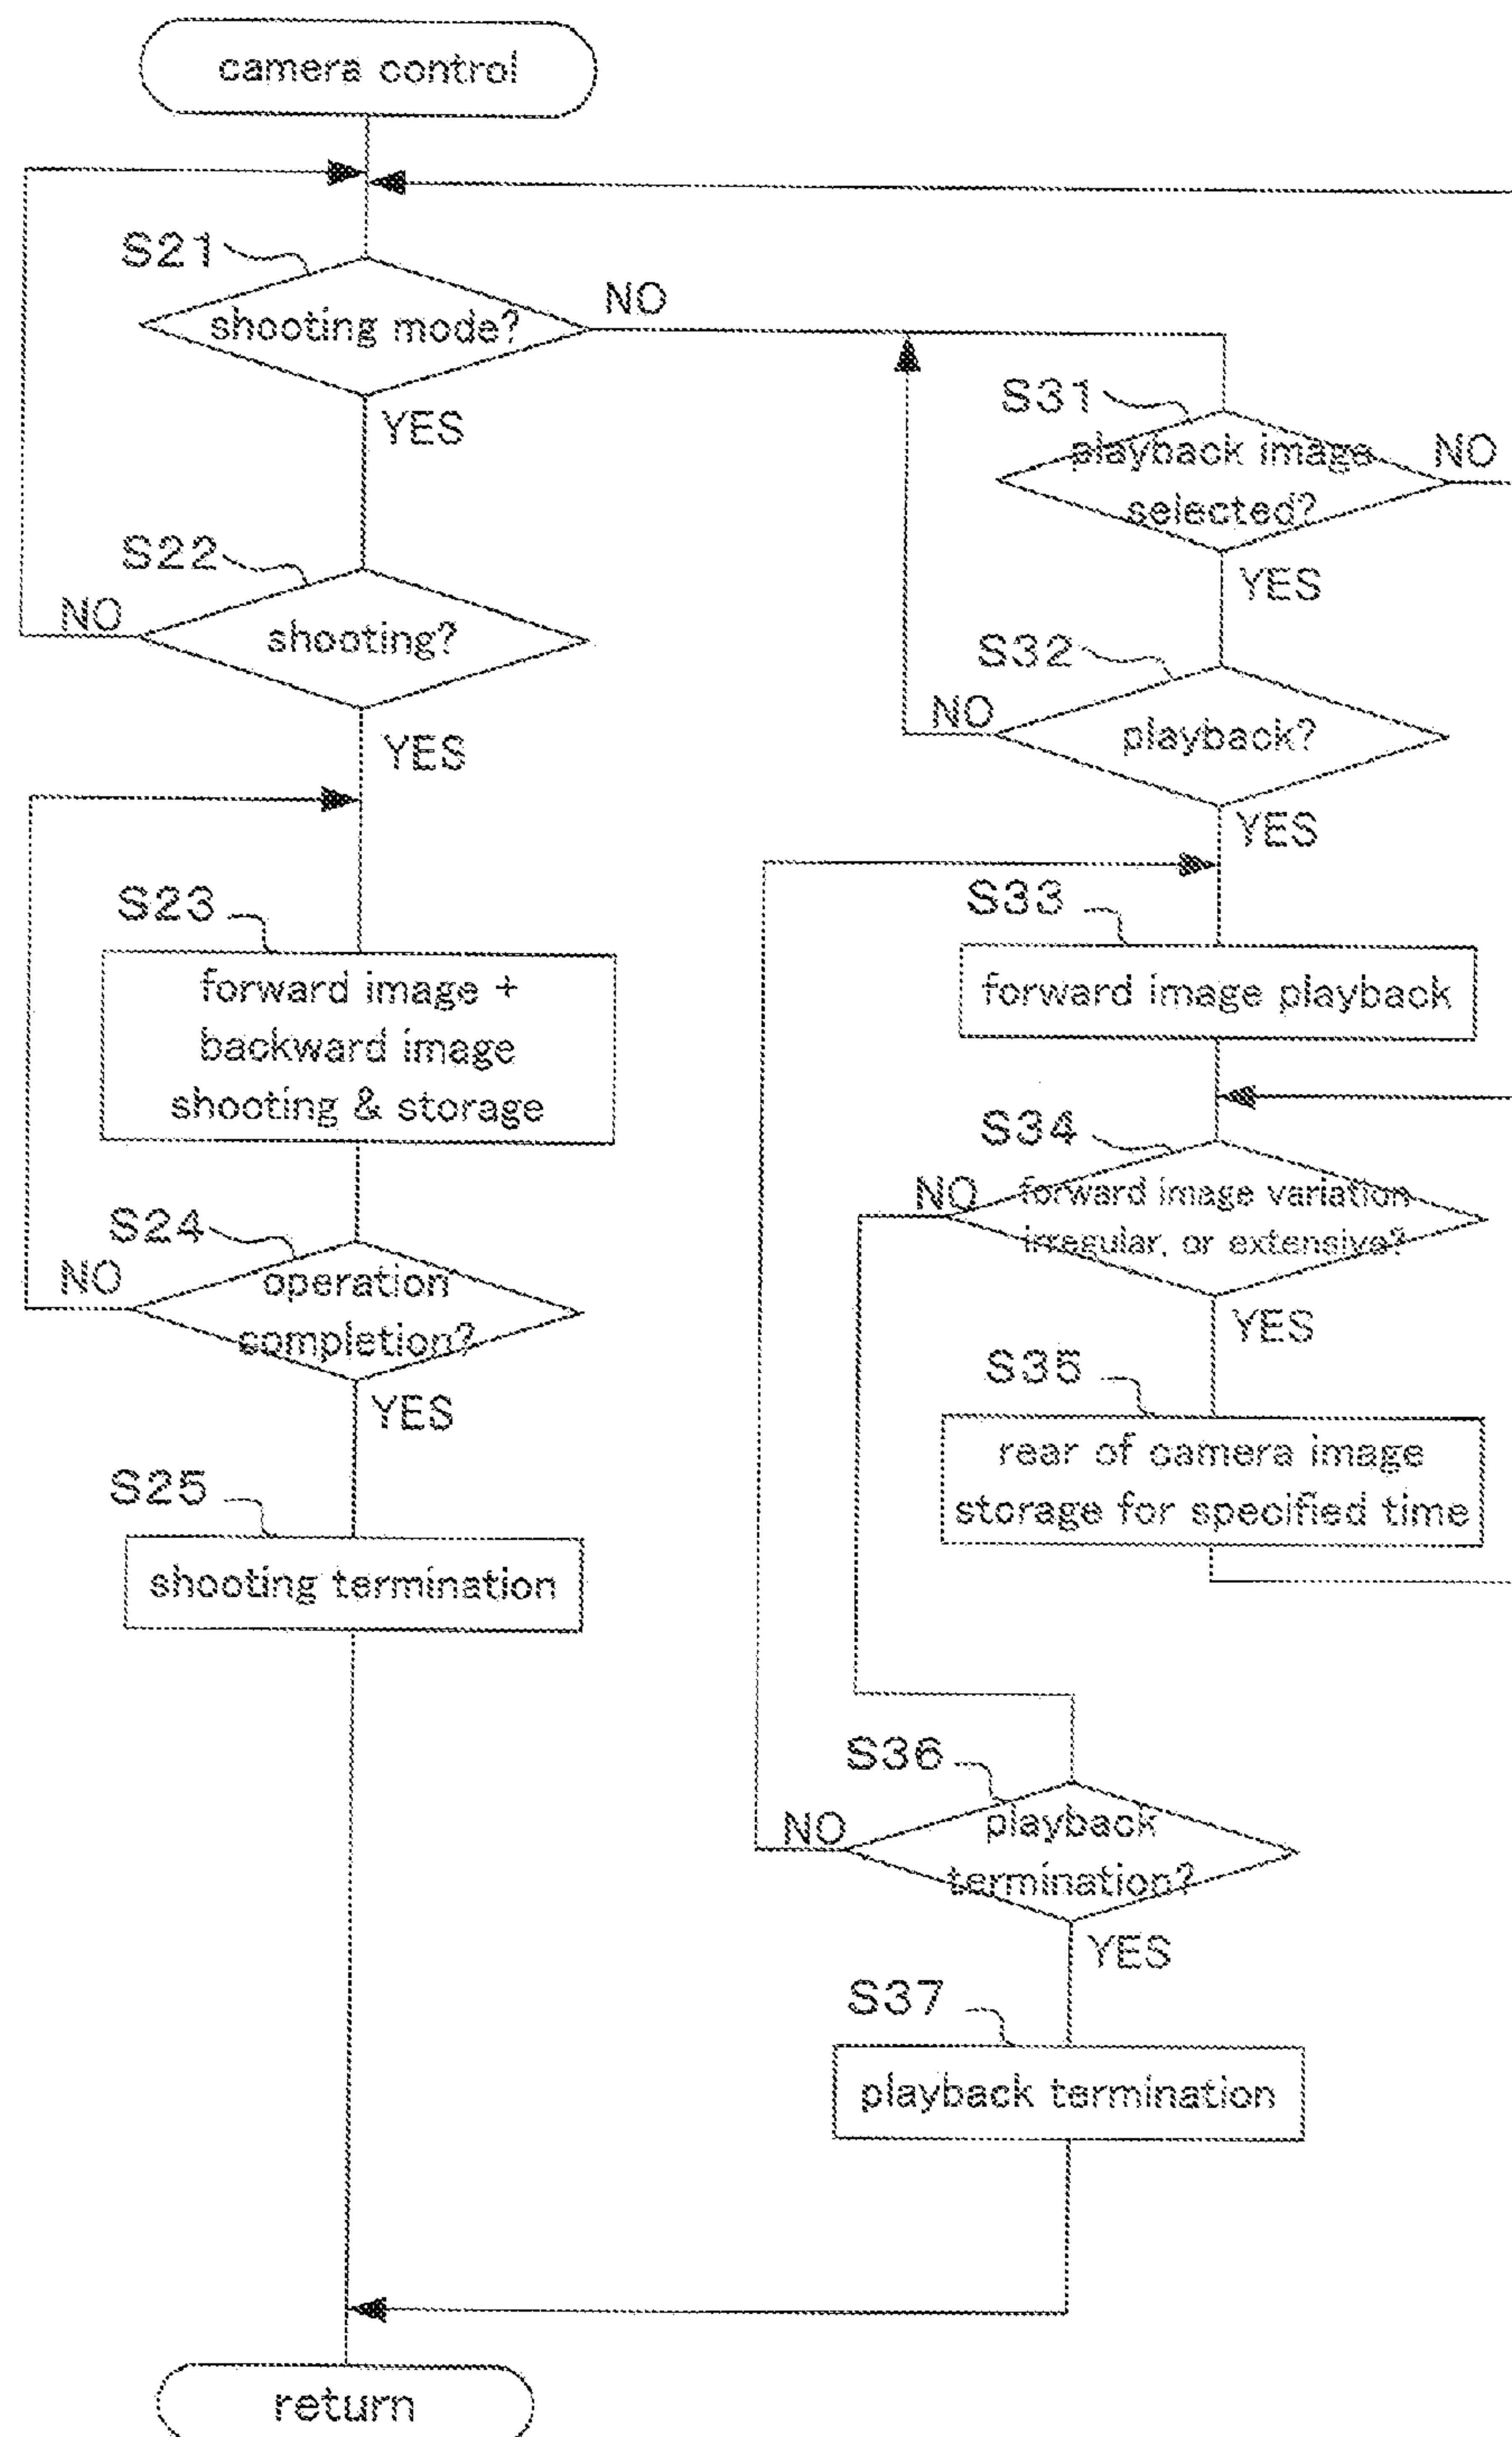 camera control
S21
shooting mode?
NO
YES
S22
NO
shooting?
YES
S23
forward image +
backward image
shooting & storage
S24
NO
operation
completion?
YES
S25
shooting termination
S31
playback image
selected?
NO
YES
S32
NO
playback?
YES
S33
forward image playback
S34
NO
forward image variation
irregular, or extensive?
YES
S35
rear of camera image
storage for specified time
S36
NO
playback
termination?
YES
S37
playback termination
return